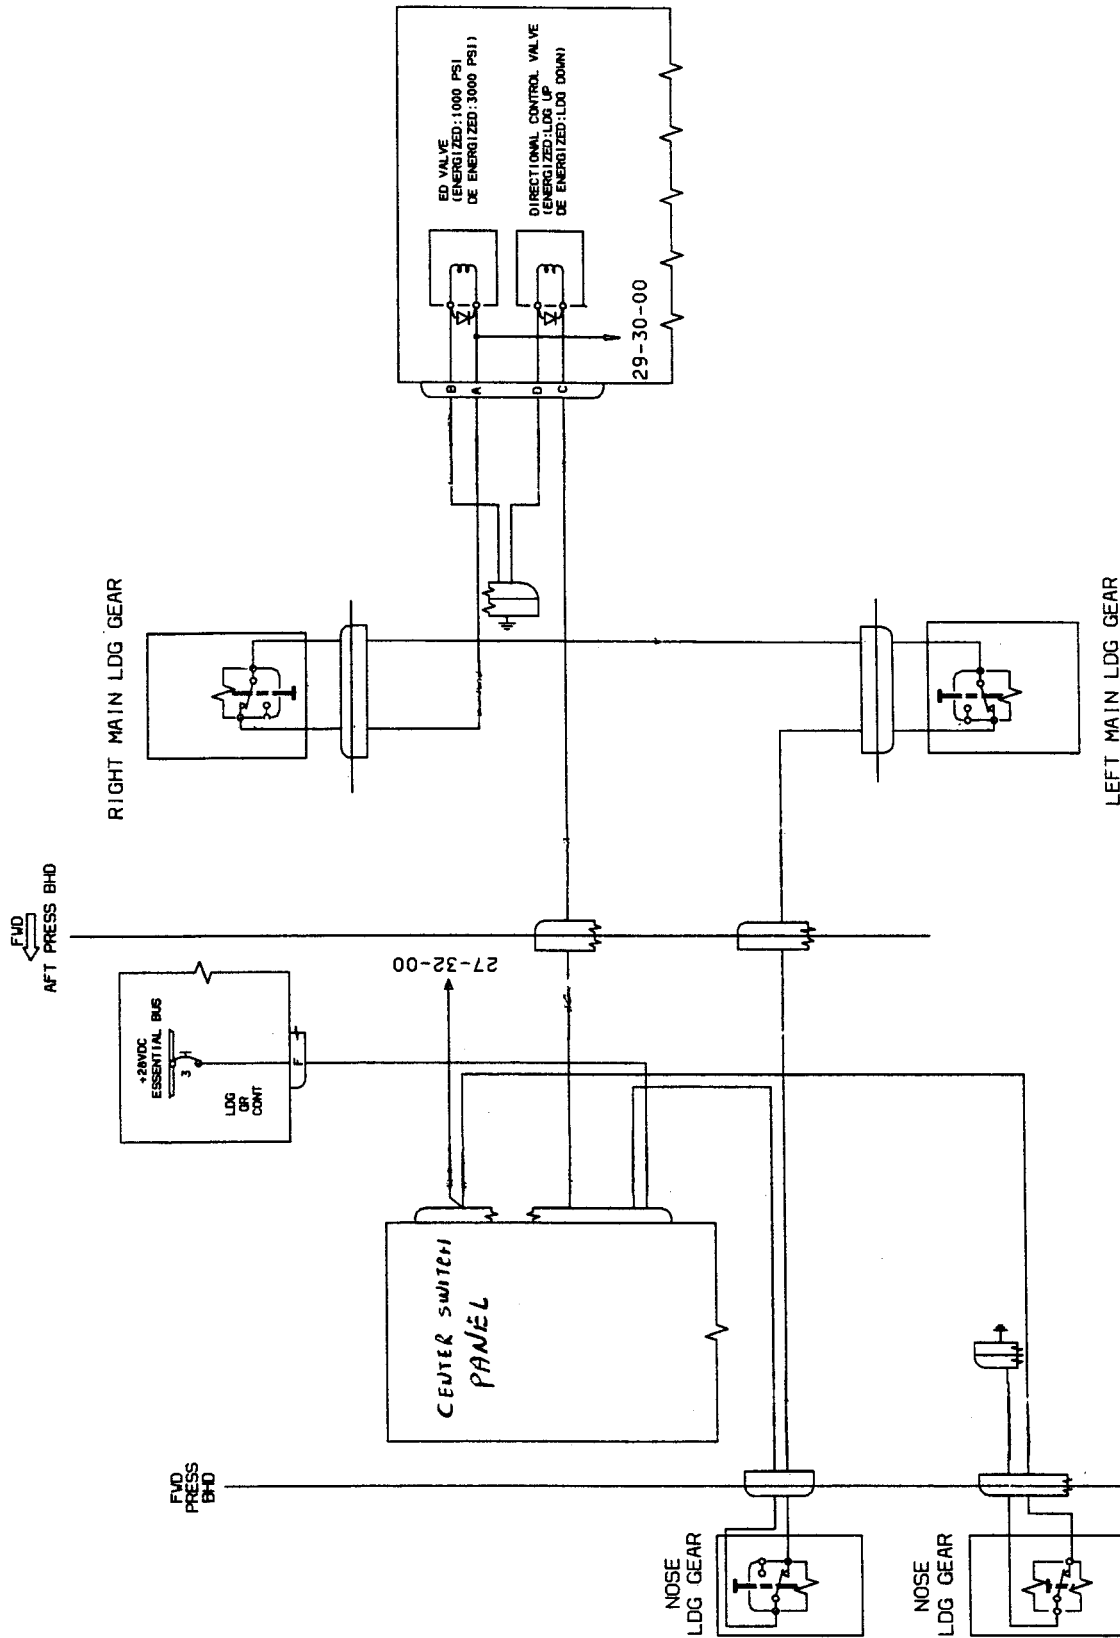 FWD
AFT PRESS BHD
+28VDC
ESSENTIAL BUS
3
LDG
GR
CONT
F
27-32-00
CENTER SWITCH
PANEL
FWD
PRESS
BHD
NOSE
LDG GEAR
NOSE
LDG GEAR
RIGHT MAIN LDG GEAR
LEFT MAIN LDG GEAR
B
A
D
C
ED VALVE
(ENERGIZED:1000 PSI
DE ENERGIZED:3000 PSI)
DIRECTIONAL CONTROL VALVE
(ENERGIZED:LDG UP
DE ENERGIZED:LDG DOWN)
29-30-00